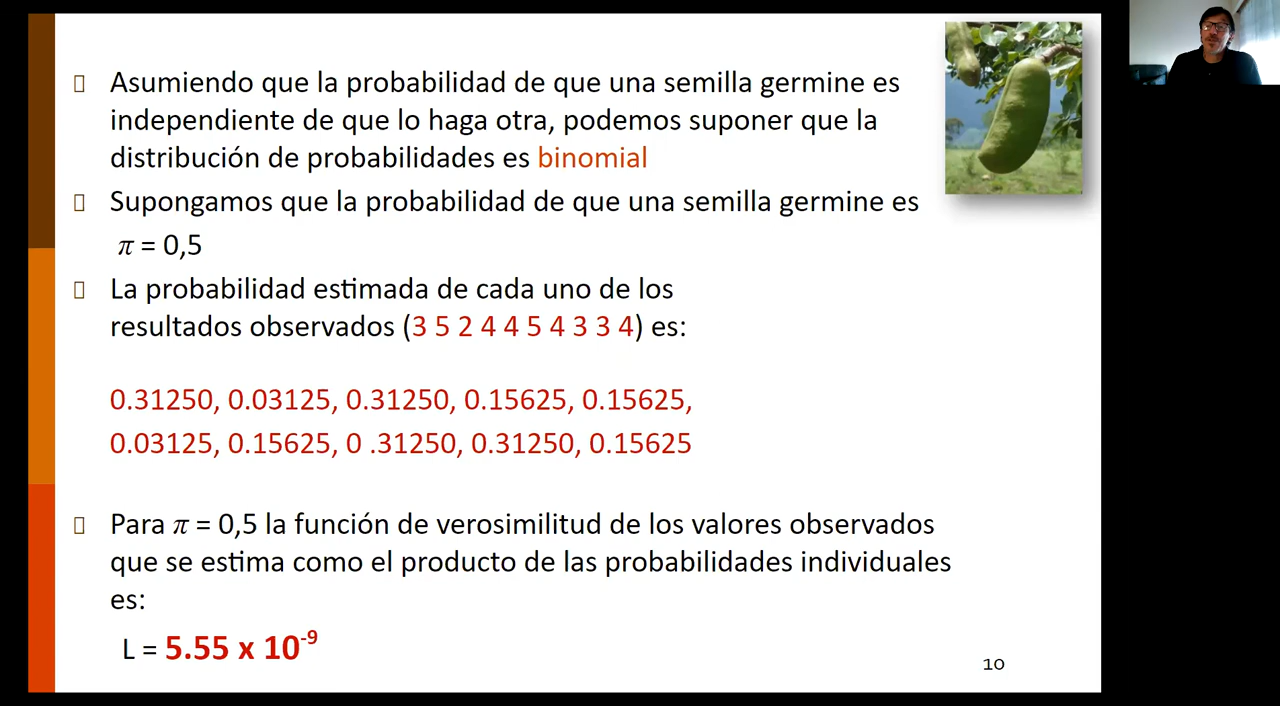 Asumiendo que la probabilidad de que una semilla germine es
independiente de que lo haga otra, podemos suponer que la
distribución de probabilidades es binomial
Supongamos que la probabilidad de que una semilla germine es
π = 0,5
La probabilidad estimada de cada uno de los
resultados observados (3 5 2 4 4 5 4 3 3 4) es:
0.31250, 0.03125, 0.31250, 0.15625, 0.15625,
0.03125, 0.15625, 0 .31250, 0.31250, 0.15625
Para π = 0,5 la función de verosimilitud de los valores observados
que se estima como el producto de las probabilidades individuales
es:
L = 5.55 x 10⁻⁹
10